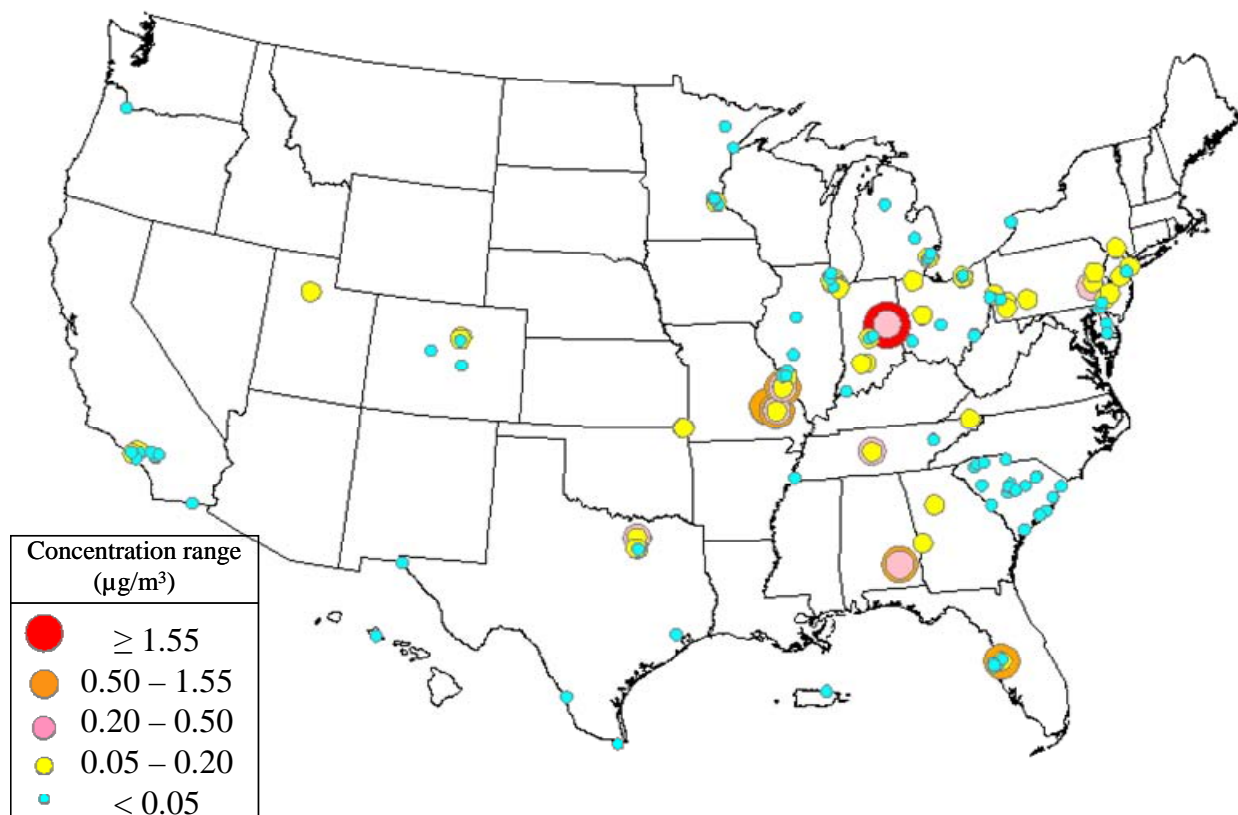 Concentration range
(µg/m³)
≥ 1.55
0.50 – 1.55
0.20 – 0.50
0.05 – 0.20
< 0.05